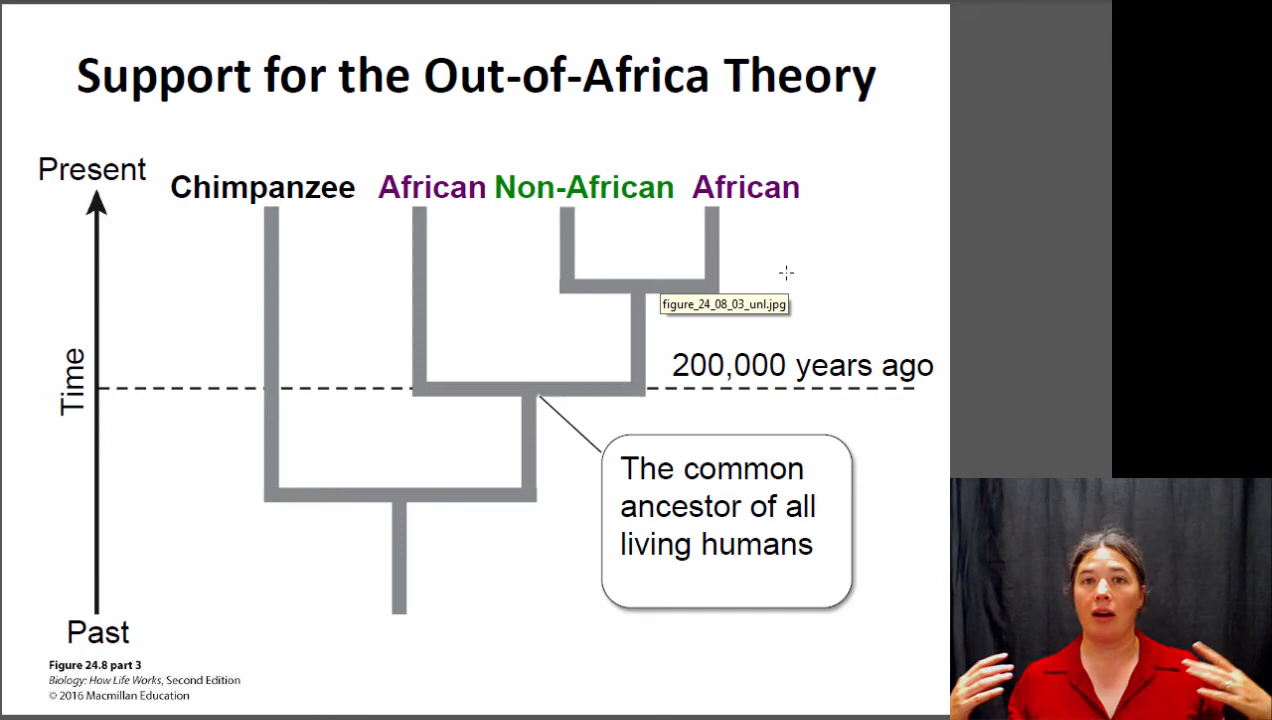 Support for the Out-of-Africa Theory
Present
Chimpanzee African Non-African African
figure_24_08_03_unl.jpg
200,000 years ago
Time
The common
ancestor of all
living humans
Past
Figure 24.8 part 3
Biology: How Life Works, Second Edition
© 2016 Macmillan Education